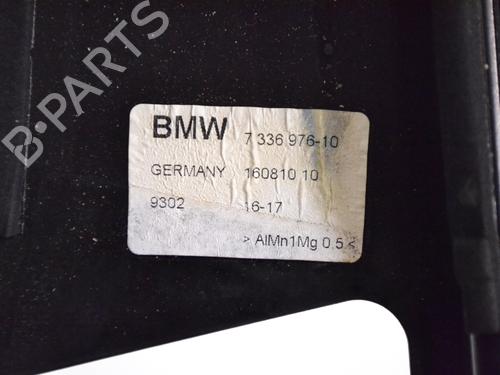 B-PARTS
BMW 7 336 976-10
GERMANY 160810 10
9302 16-17
> AlMn1Mg 0.5 <